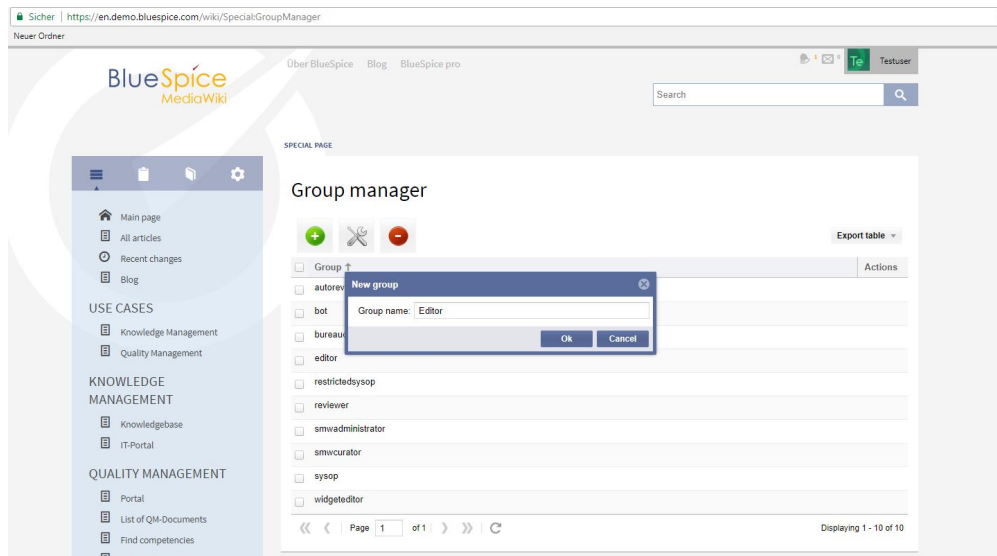 Sicher | https://en.demo.bluespice.com/wiki/Special:GroupManager
Neuer Ordner
BlueSpice
MediaWiki
Über BlueSpice Blog BlueSpice pro
Te Testuser
Search
SPECIAL PAGE
Main page
All articles
Recent changes
Blog
USE CASES
Knowledge Management
Quality Management
KNOWLEDGE
MANAGEMENT
Knowledgebase
IT-Portal
QUALITY MANAGEMENT
Portal
List of QM-Documents
Find competencies
Group manager
Export table
Group Actions
autorev
New group
bot
Group name: Editor
bureauc
Ok Cancel
editor
restrictedsysop
reviewer
smwadministrator
smwcurator
sysop
widgeteditor
Page 1 of 1
Displaying 1 - 10 of 10